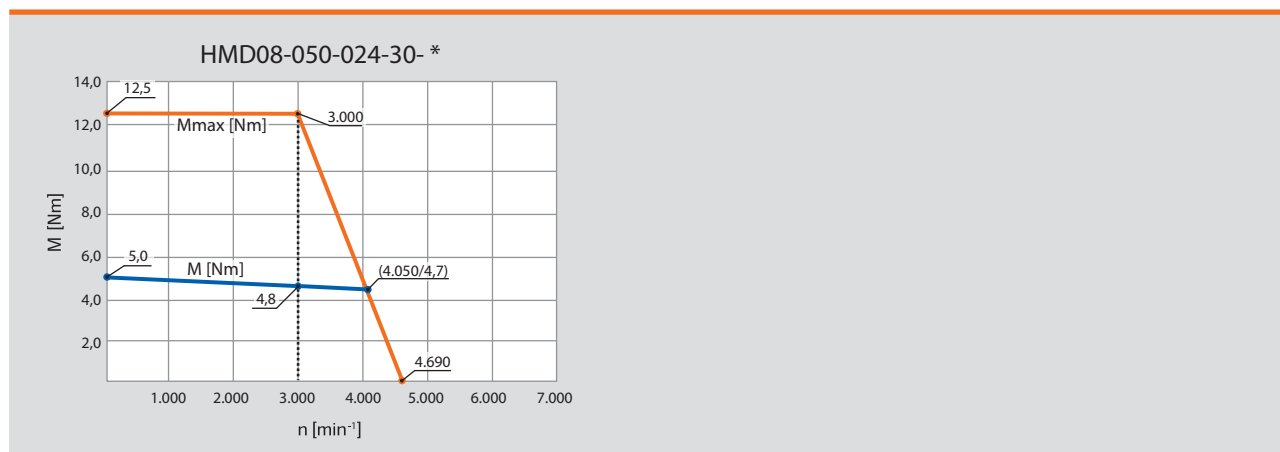 HMD08-050-024-30- *
14,0
12,5
12,0
3.000
Mmax [Nm]
10,0
M [Nm]
8,0
6,0
5,0
M [Nm]
(4.050/4,7)
4,0
4,8
2,0
4.690
1.000 2.000 3.000 4.000 5.000 6.000 7.000
n [min⁻¹]